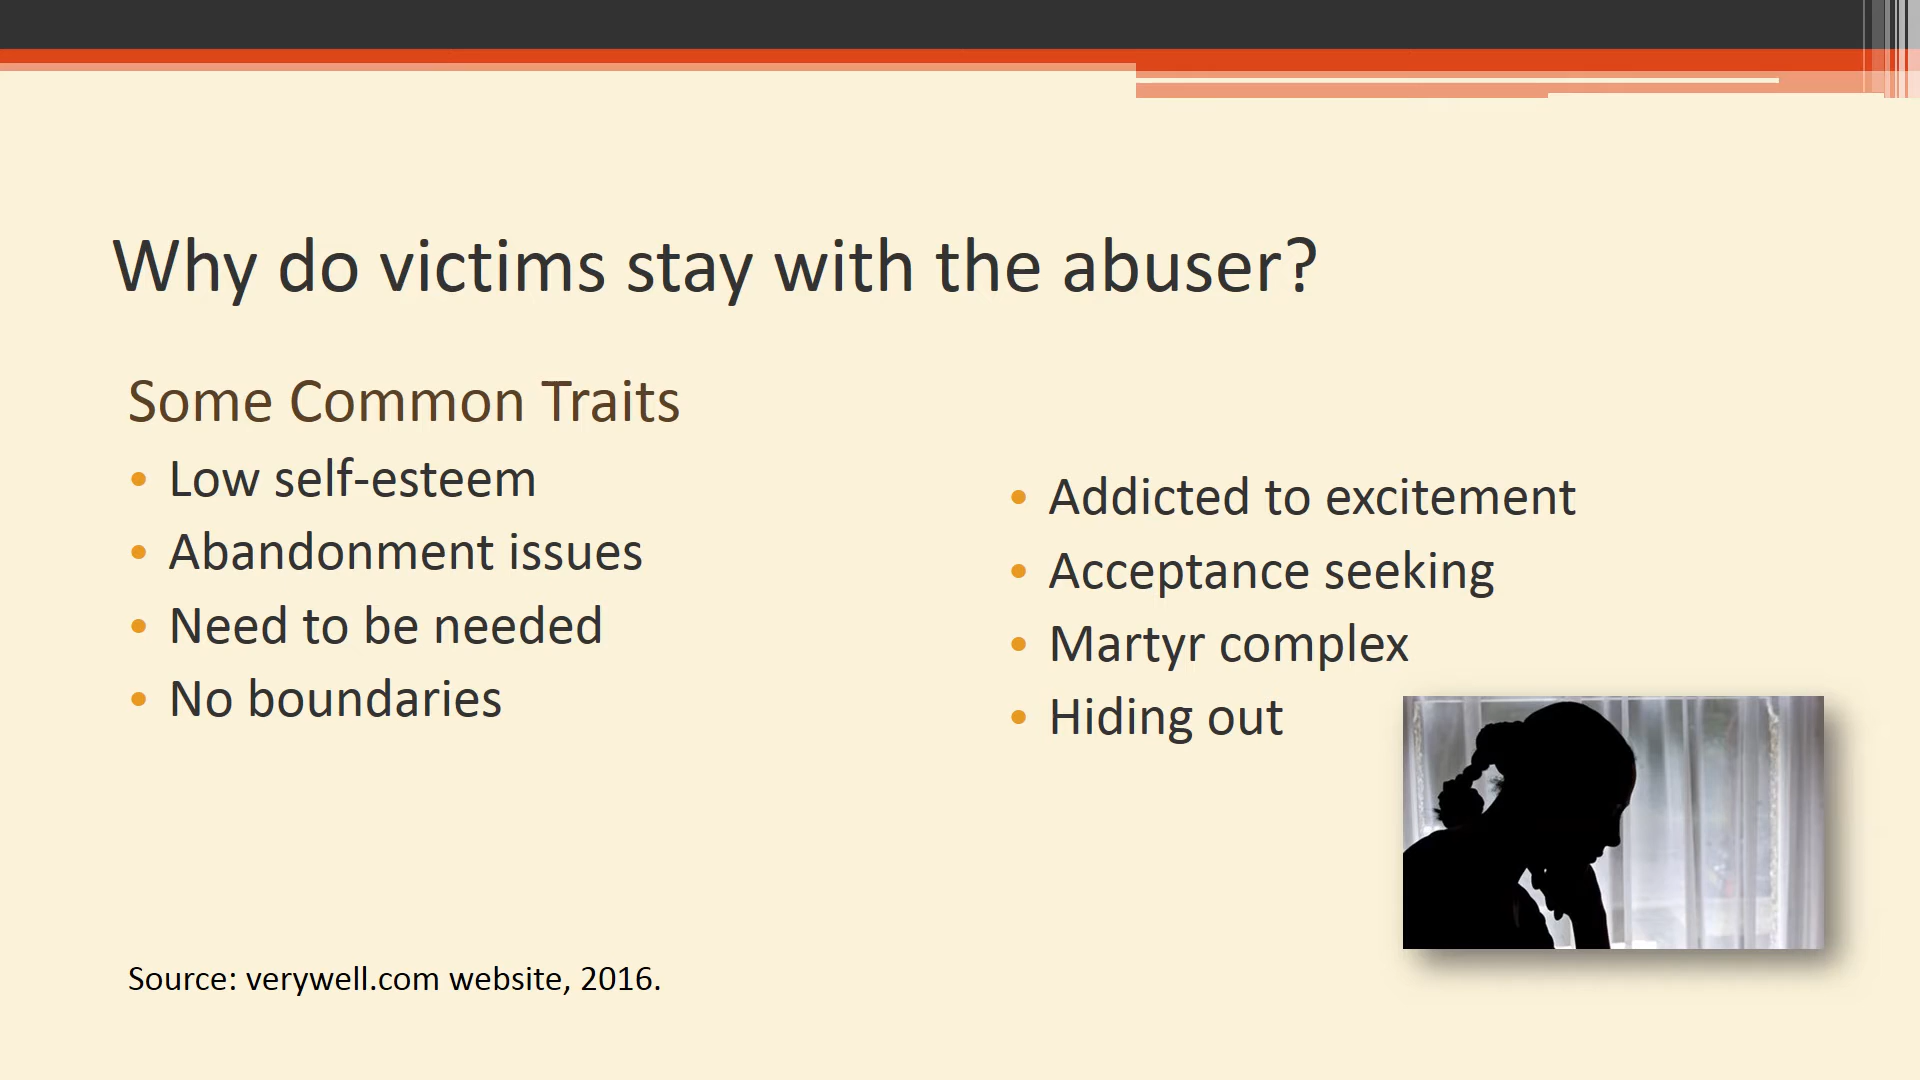 Why do victims stay with the abuser?
Some Common Traits
• Low self-esteem
• Abandonment issues
• Need to be needed
• No boundaries
• Addicted to excitement
• Acceptance seeking
• Martyr complex
• Hiding out
Source: verywell.com website, 2016.